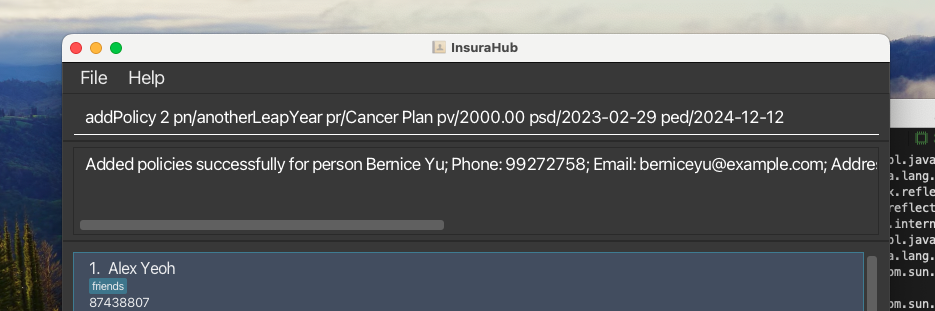 InsuraHub
File Help
addPolicy 2 pn/anotherLeapYear pr/Cancer Plan pv/2000.00 psd/2023-02-29 ped/2024-12-12
Added policies successfully for person Bernice Yu; Phone: 99272758; Email: berniceyu@example.com; Addres
1. Alex Yeoh
friends
87438807
ol.java
a.lang.
k.refle
reflect
.intern
ol.java
a.lang.
om.sun.
om.sun.